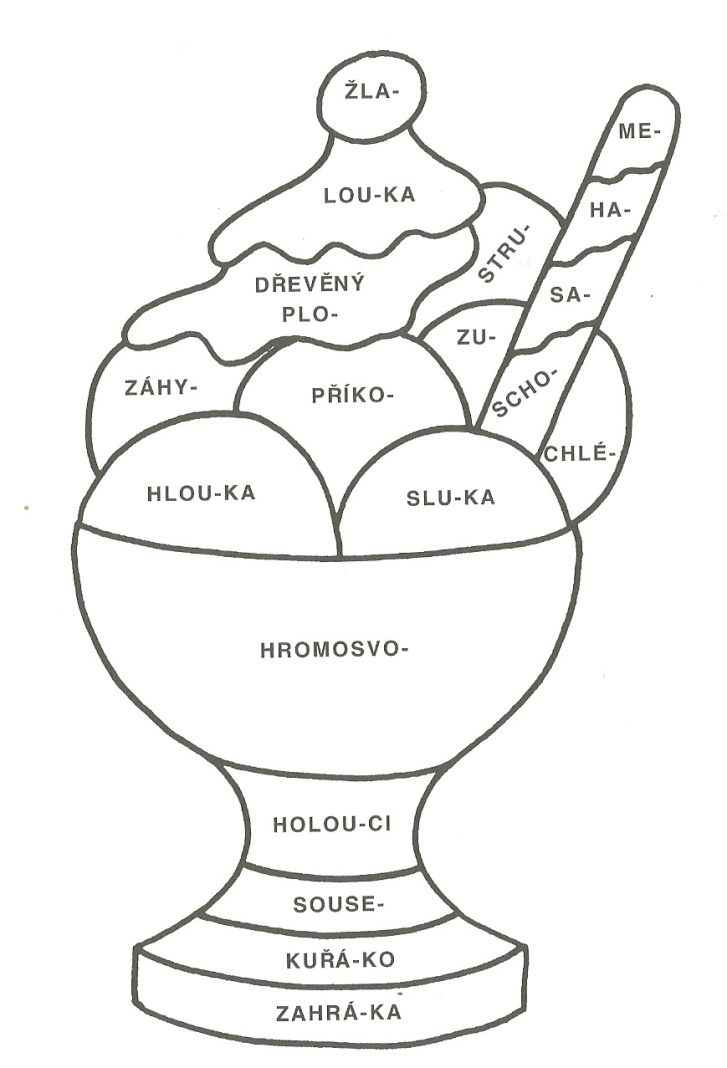 ŽLA-
ME-
LOU-KA
HA-
STRU-
DŘEVĚNÝ
PLO-
SA-
ZU-
ZÁHY-
PŘÍKO-
SCHO-
CHLÉ-
HLOU-KA
SLU-KA
HROMOSVO-
HOLOU-CI
SOUSE-
KUŘÁ-KO
ZAHRÁ-KA